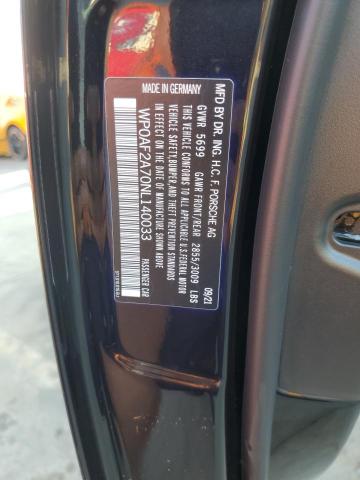 MADE IN GERMANY
MFD BY DR. ING. H.C. F. PORSCHE AG
09/21
GVWR 5699 GAWR FRONT/REAR 2855/3009 LBS
THIS VEHICLE CONFORMS TO ALL APPLICABLE U.S.FEDERAL MOTOR
VEHICLE SAFETY,BUMPER,AND THEFT PREVENTION STANDARDS
IN EFFECT ON THE DATE OF MANUFACTURE SHOWN ABOVE
WP0AF2A70NL140033
PASSENGER CAR